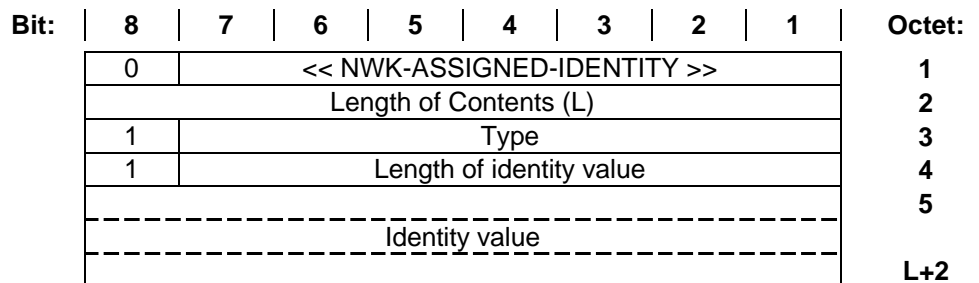 Bit: 8 7 6 5 4 3 2 1 Octet:
0 << NWK-ASSIGNED-IDENTITY >> 1
Length of Contents (L) 2
1 Type 3
1 Length of identity value 4
5
Identity value
L+2